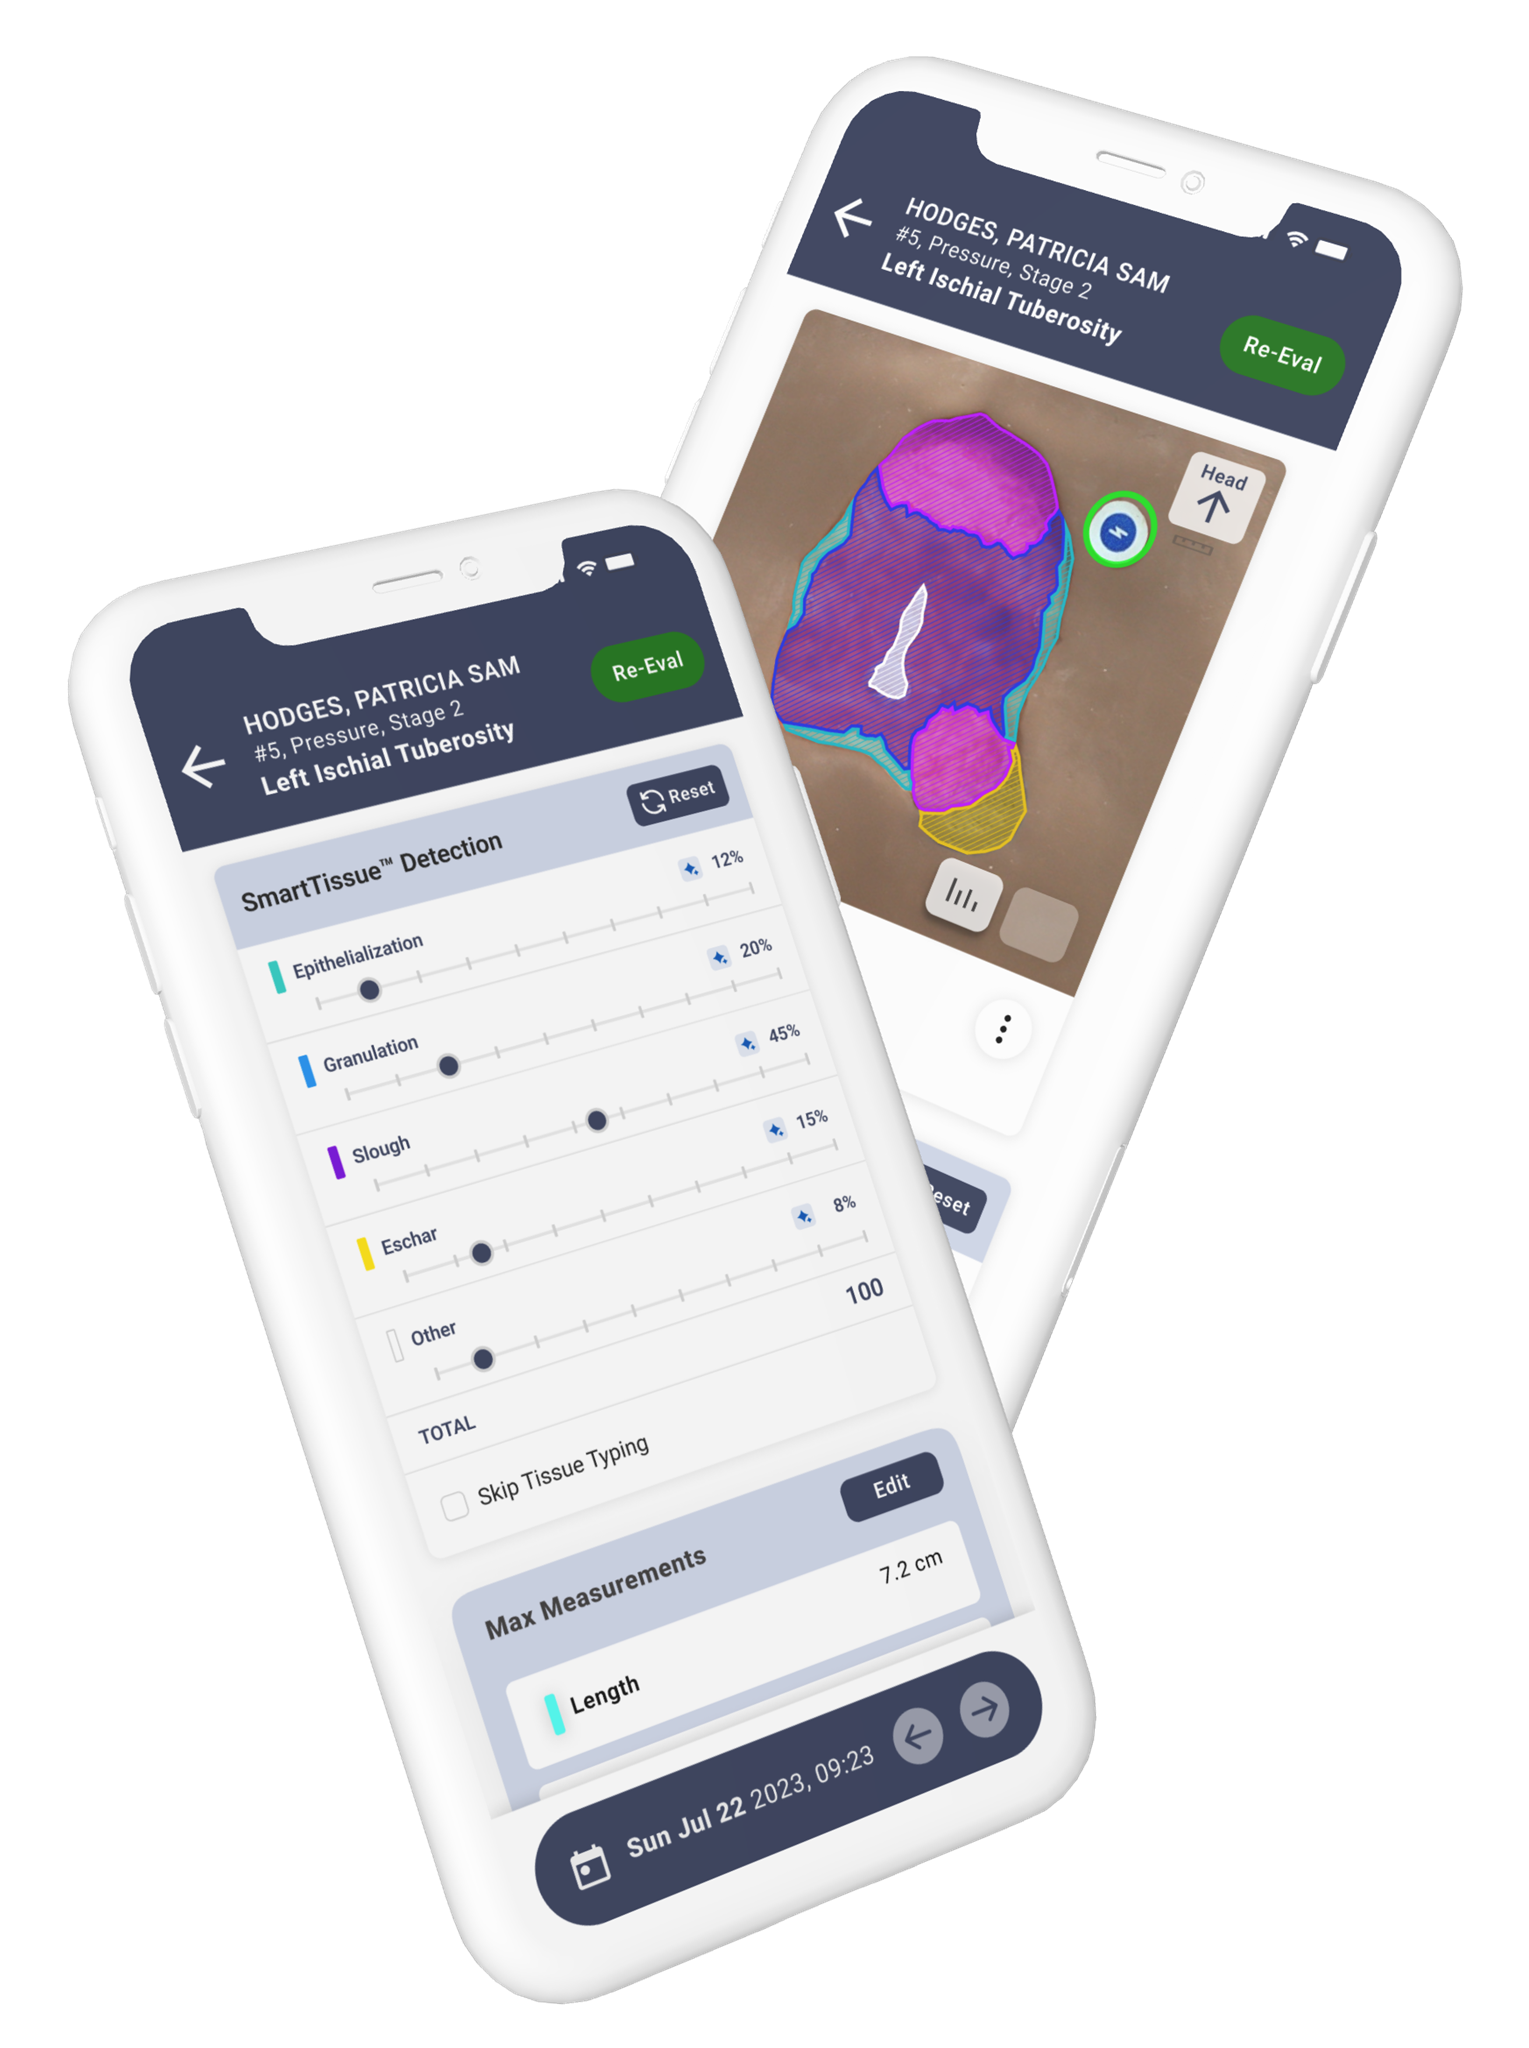 HODGES, PATRICIA SAM
#5, Pressure, Stage 2
Left Ischial Tuberosity
Re-Eval
Head
HODGES, PATRICIA SAM
#5, Pressure, Stage 2
Left Ischial Tuberosity
Re-Eval
SmartTissue™ Detection
Reset
Epithelialization
12%
Granulation
20%
Slough
45%
Eschar
15%
Other
8%
TOTAL
100
Skip Tissue Typing
Max Measurements
Edit
Length
7.2 cm
Sun Jul 22 2023, 09:23